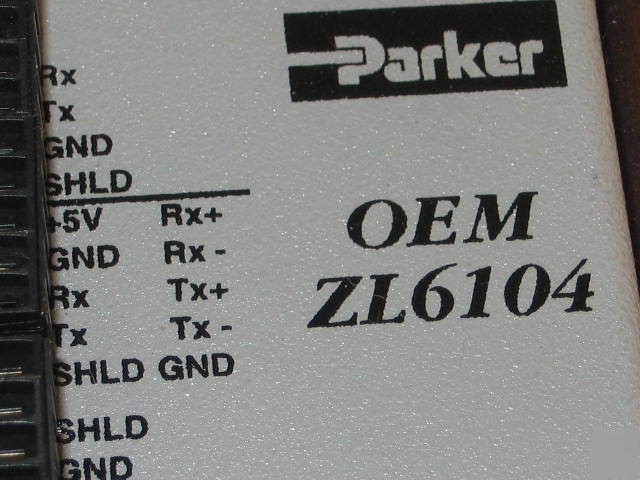 Parker
OEM
ZL6104
Rx
Tx
GND
SHLD
+5V Rx+
GND Rx -
Rx Tx+
Tx Tx -
SHLD GND
SHLD
GND